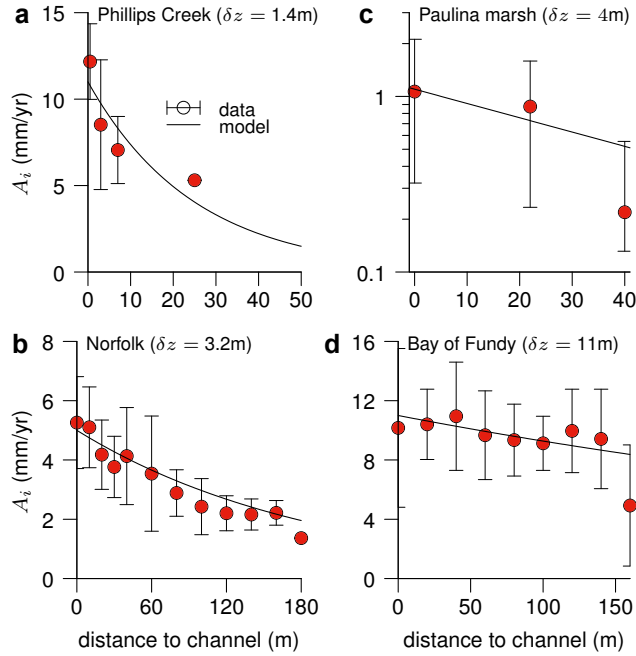 a Phillips Creek (δz = 1.4m)
15
10
5
0
A_i (mm/yr)
data
model
0 10 20 30 40 50
c Paulina marsh (δz = 4m)
1
0.1
A_i (mm/yr)
0 10 20 30 40
b Norfolk (δz = 3.2m)
8
6
4
2
0
A_i (mm/yr)
0 60 120 180
distance to channel (m)
d Bay of Fundy (δz = 11m)
16
12
8
4
0
0 50 100 150
distance to channel (m)